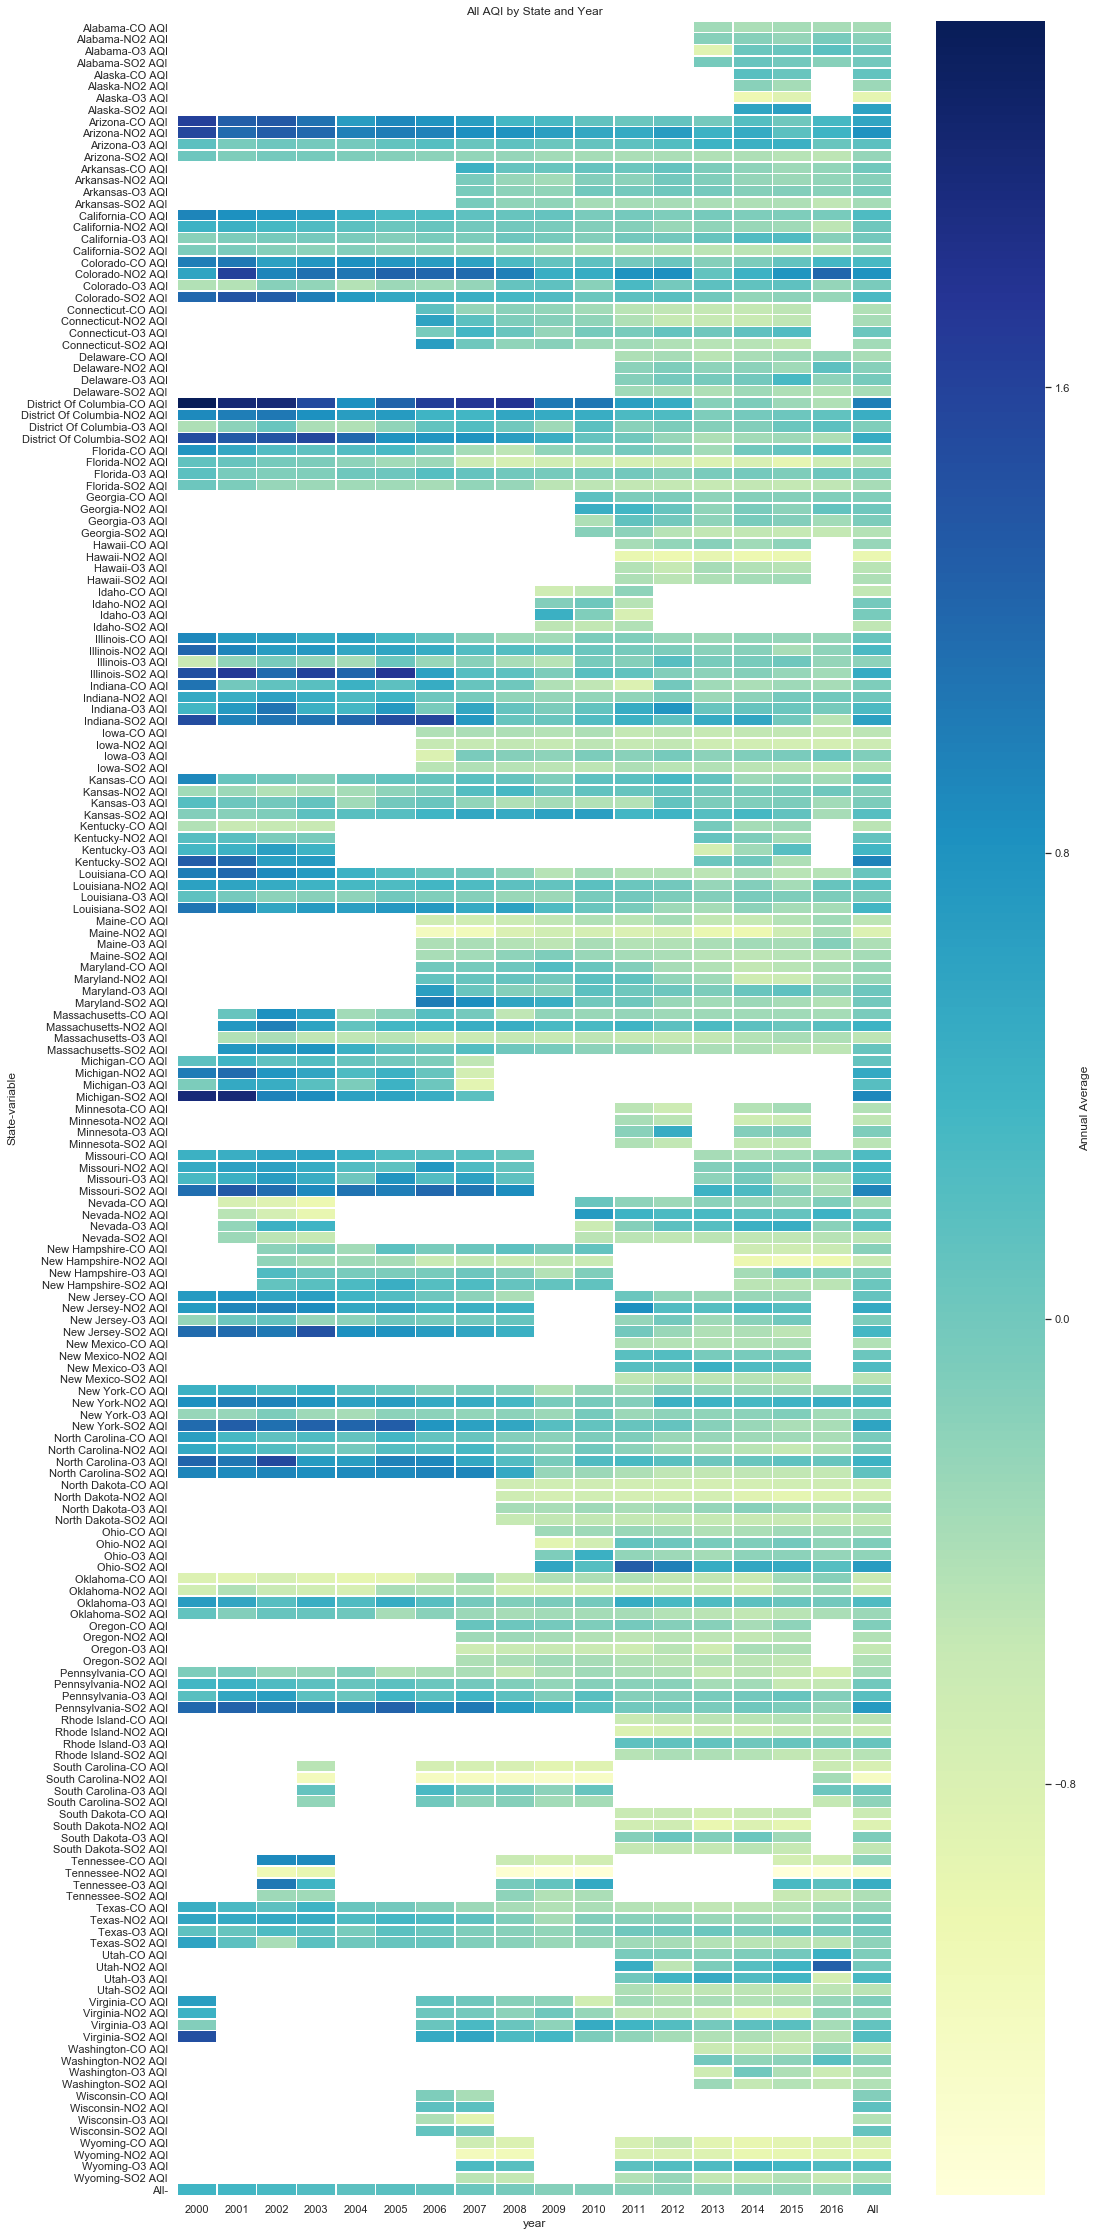 All AQI by State and Year
Alabama-CO AQI
Alabama-NO2 AQI
Alabama-O3 AQI
Alabama-SO2 AQI
Alaska-CO AQI
Alaska-NO2 AQI
Alaska-O3 AQI
Alaska-SO2 AQI
Arizona-CO AQI
Arizona-NO2 AQI
Arizona-O3 AQI
Arizona-SO2 AQI
Arkansas-CO AQI
Arkansas-NO2 AQI
Arkansas-O3 AQI
Arkansas-SO2 AQI
California-CO AQI
California-NO2 AQI
California-O3 AQI
California-SO2 AQI
Colorado-CO AQI
Colorado-NO2 AQI
Colorado-O3 AQI
Colorado-SO2 AQI
Connecticut-CO AQI
Connecticut-NO2 AQI
Connecticut-O3 AQI
Connecticut-SO2 AQI
Delaware-CO AQI
Delaware-NO2 AQI
Delaware-O3 AQI
Delaware-SO2 AQI
District Of Columbia-CO AQI
District Of Columbia-NO2 AQI
District Of Columbia-O3 AQI
District Of Columbia-SO2 AQI
Florida-CO AQI
Florida-NO2 AQI
Florida-O3 AQI
Florida-SO2 AQI
Georgia-CO AQI
Georgia-NO2 AQI
Georgia-O3 AQI
Georgia-SO2 AQI
Hawaii-CO AQI
Hawaii-NO2 AQI
Hawaii-O3 AQI
Hawaii-SO2 AQI
Idaho-CO AQI
Idaho-NO2 AQI
Idaho-O3 AQI
Idaho-SO2 AQI
Illinois-CO AQI
Illinois-NO2 AQI
Illinois-O3 AQI
Illinois-SO2 AQI
Indiana-CO AQI
Indiana-NO2 AQI
Indiana-O3 AQI
Indiana-SO2 AQI
Iowa-CO AQI
Iowa-NO2 AQI
Iowa-O3 AQI
Iowa-SO2 AQI
Kansas-CO AQI
Kansas-NO2 AQI
Kansas-O3 AQI
Kansas-SO2 AQI
Kentucky-CO AQI
Kentucky-NO2 AQI
Kentucky-O3 AQI
Kentucky-SO2 AQI
Louisiana-CO AQI
Louisiana-NO2 AQI
Louisiana-O3 AQI
Louisiana-SO2 AQI
Maine-CO AQI
Maine-NO2 AQI
Maine-O3 AQI
Maine-SO2 AQI
Maryland-CO AQI
Maryland-NO2 AQI
Maryland-O3 AQI
Maryland-SO2 AQI
Massachusetts-CO AQI
Massachusetts-NO2 AQI
Massachusetts-O3 AQI
Massachusetts-SO2 AQI
Michigan-CO AQI
Michigan-NO2 AQI
Michigan-O3 AQI
Michigan-SO2 AQI
Minnesota-CO AQI
Minnesota-NO2 AQI
Minnesota-O3 AQI
Minnesota-SO2 AQI
Missouri-CO AQI
Missouri-NO2 AQI
Missouri-O3 AQI
Missouri-SO2 AQI
Nevada-CO AQI
Nevada-NO2 AQI
Nevada-O3 AQI
Nevada-SO2 AQI
New Hampshire-CO AQI
New Hampshire-NO2 AQI
New Hampshire-O3 AQI
New Hampshire-SO2 AQI
New Jersey-CO AQI
New Jersey-NO2 AQI
New Jersey-O3 AQI
New Jersey-SO2 AQI
New Mexico-CO AQI
New Mexico-NO2 AQI
New Mexico-O3 AQI
New Mexico-SO2 AQI
New York-CO AQI
New York-NO2 AQI
New York-O3 AQI
New York-SO2 AQI
North Carolina-CO AQI
North Carolina-NO2 AQI
North Carolina-O3 AQI
North Carolina-SO2 AQI
North Dakota-CO AQI
North Dakota-NO2 AQI
North Dakota-O3 AQI
North Dakota-SO2 AQI
Ohio-CO AQI
Ohio-NO2 AQI
Ohio-O3 AQI
Ohio-SO2 AQI
Oklahoma-CO AQI
Oklahoma-NO2 AQI
Oklahoma-O3 AQI
Oklahoma-SO2 AQI
Oregon-CO AQI
Oregon-NO2 AQI
Oregon-O3 AQI
Oregon-SO2 AQI
Pennsylvania-CO AQI
Pennsylvania-NO2 AQI
Pennsylvania-O3 AQI
Pennsylvania-SO2 AQI
Rhode Island-CO AQI
Rhode Island-NO2 AQI
Rhode Island-O3 AQI
Rhode Island-SO2 AQI
South Carolina-CO AQI
South Carolina-NO2 AQI
South Carolina-O3 AQI
South Carolina-SO2 AQI
South Dakota-CO AQI
South Dakota-NO2 AQI
South Dakota-O3 AQI
South Dakota-SO2 AQI
Tennessee-CO AQI
Tennessee-NO2 AQI
Tennessee-O3 AQI
Tennessee-SO2 AQI
Texas-CO AQI
Texas-NO2 AQI
Texas-O3 AQI
Texas-SO2 AQI
Utah-CO AQI
Utah-NO2 AQI
Utah-O3 AQI
Utah-SO2 AQI
Virginia-CO AQI
Virginia-NO2 AQI
Virginia-O3 AQI
Virginia-SO2 AQI
Washington-CO AQI
Washington-NO2 AQI
Washington-O3 AQI
Washington-SO2 AQI
Wisconsin-CO AQI
Wisconsin-NO2 AQI
Wisconsin-O3 AQI
Wisconsin-SO2 AQI
Wyoming-CO AQI
Wyoming-NO2 AQI
Wyoming-O3 AQI
Wyoming-SO2 AQI
All-
State-variable
2000 2001 2002 2003 2004 2005 2006 2007 2008 2009 2010 2011 2012 2013 2014 2015 2016 All
year
1.6
0.8
0.0
−0.8
Annual Average